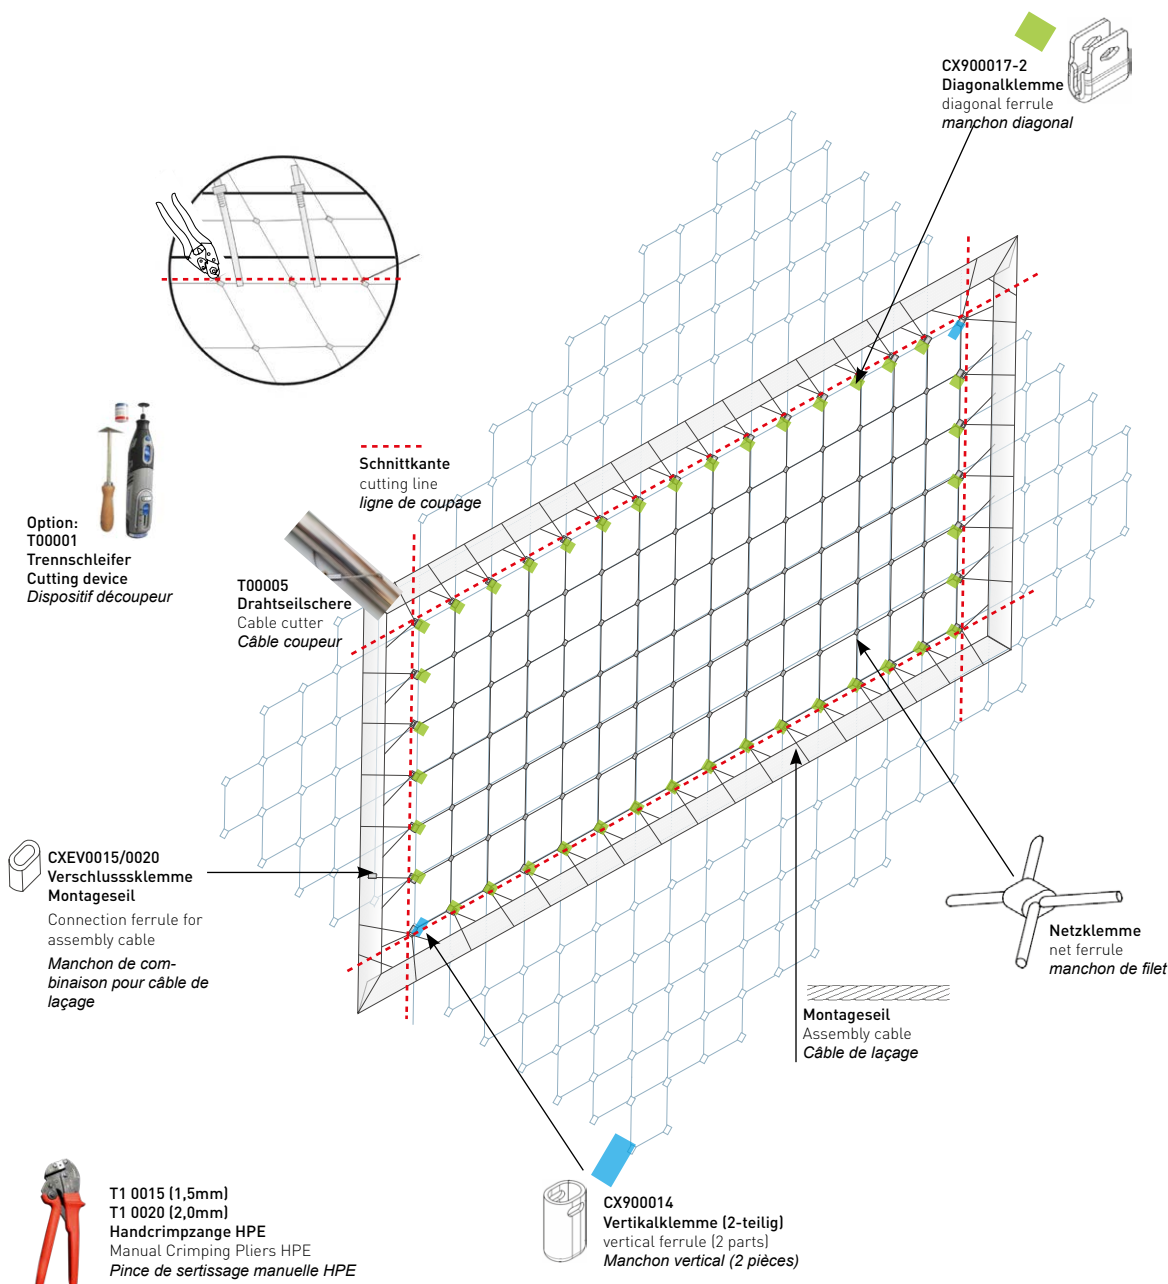 CX900017-2
Diagonalklemme
diagonal ferrule
manchon diagonal
Schnittkante
cutting line
ligne de coupage
Option:
T00001
Trennschleifer
Cutting device
Dispositif découpeur
T00005
Drahtseilschere
Cable cutter
Câble coupeur
CXEV0015/0020
Verschlusssklemme
Montageseil
Connection ferrule for
assembly cable
Manchon de com-
binaison pour câble de
laçage
Netzklemme
net ferrule
manchon de filet
Montageseil
Assembly cable
Câble de laçage
T1 0015 (1,5mm)
T1 0020 (2,0mm)
Handcrimpzange HPE
Manual Crimping Pliers HPE
Pince de sertissage manuelle HPE
CX900014
Vertikalklemme (2-teilig)
vertical ferrule (2 parts)
Manchon vertical (2 pièces)